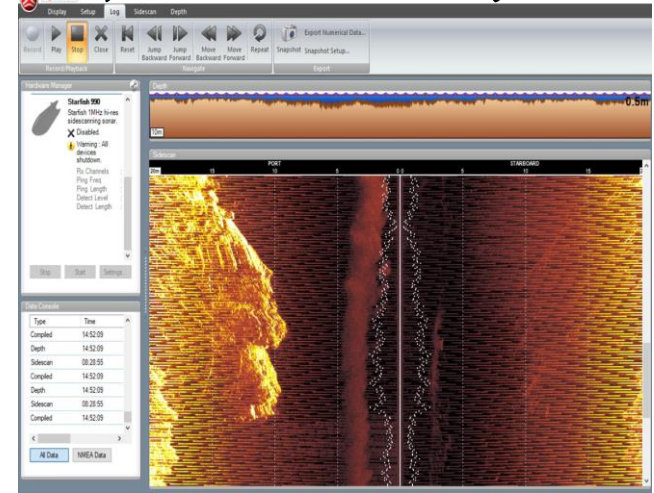 Display Setup Log Sidescan Depth
Record Play Stop Close Reset Jump Backward Jump Forward Move Backward Move Forward Repeat Snapshot
Export Numerical Data...
Snapshot Setup...
Record/Playback Navigate Export
Hardware Manager
Starfish 990
Starfish 1MHz hi-res
sidescanning sonar.
Disabled.
Warning : All
devices
shutdown.
Rx Channels :
Ping Freq :
Ping Length :
Detect Level :
Detect Length :
Stop Start Settings
Data Console
Type Time
Compiled 14:52:09
Depth 14:52:09
Sidescan 08:28:55
Compiled 14:52:09
Depth 14:52:09
Sidescan 08:28:55
Compiled 14:52:09
All Data NMEA Data
Depth
0.5m
10m
Sidescan
PORT STARBOARD
20m 15 10 5 0 0 5 10 15